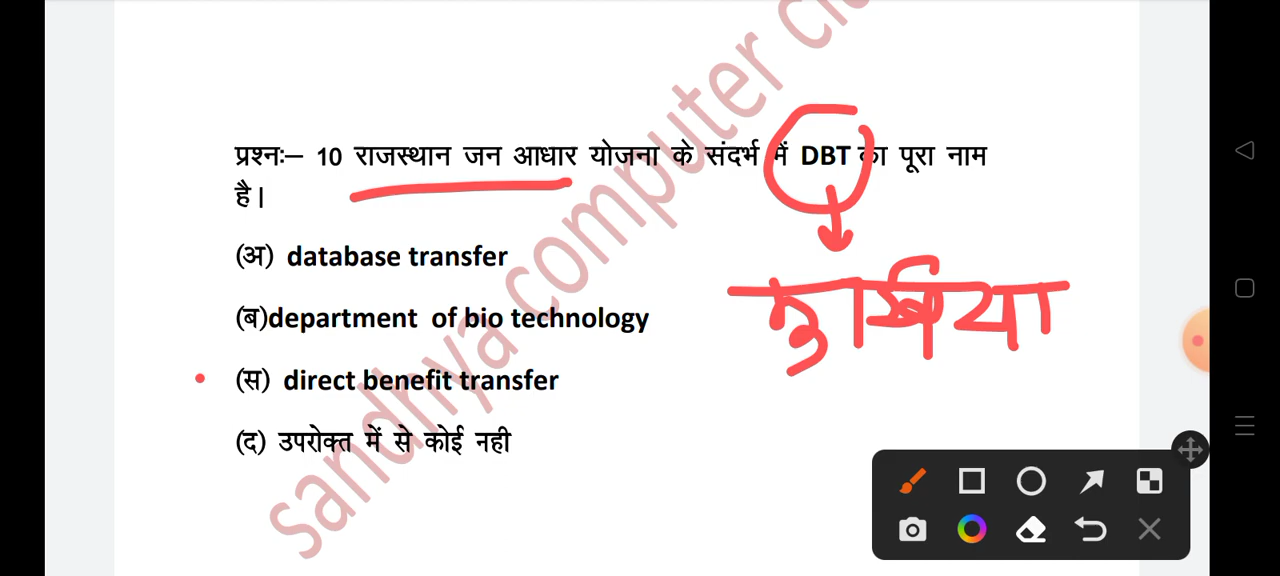 प्रश्नः– 10 राजस्थान जन आधार योजना के संदर्भ में DBT का पूरा नाम
है।
(अ) database transfer
(ब)department of bio technology
(स) direct benefit transfer
(द) उपरोक्त में से कोई नही
मुखिया
sandhya computer